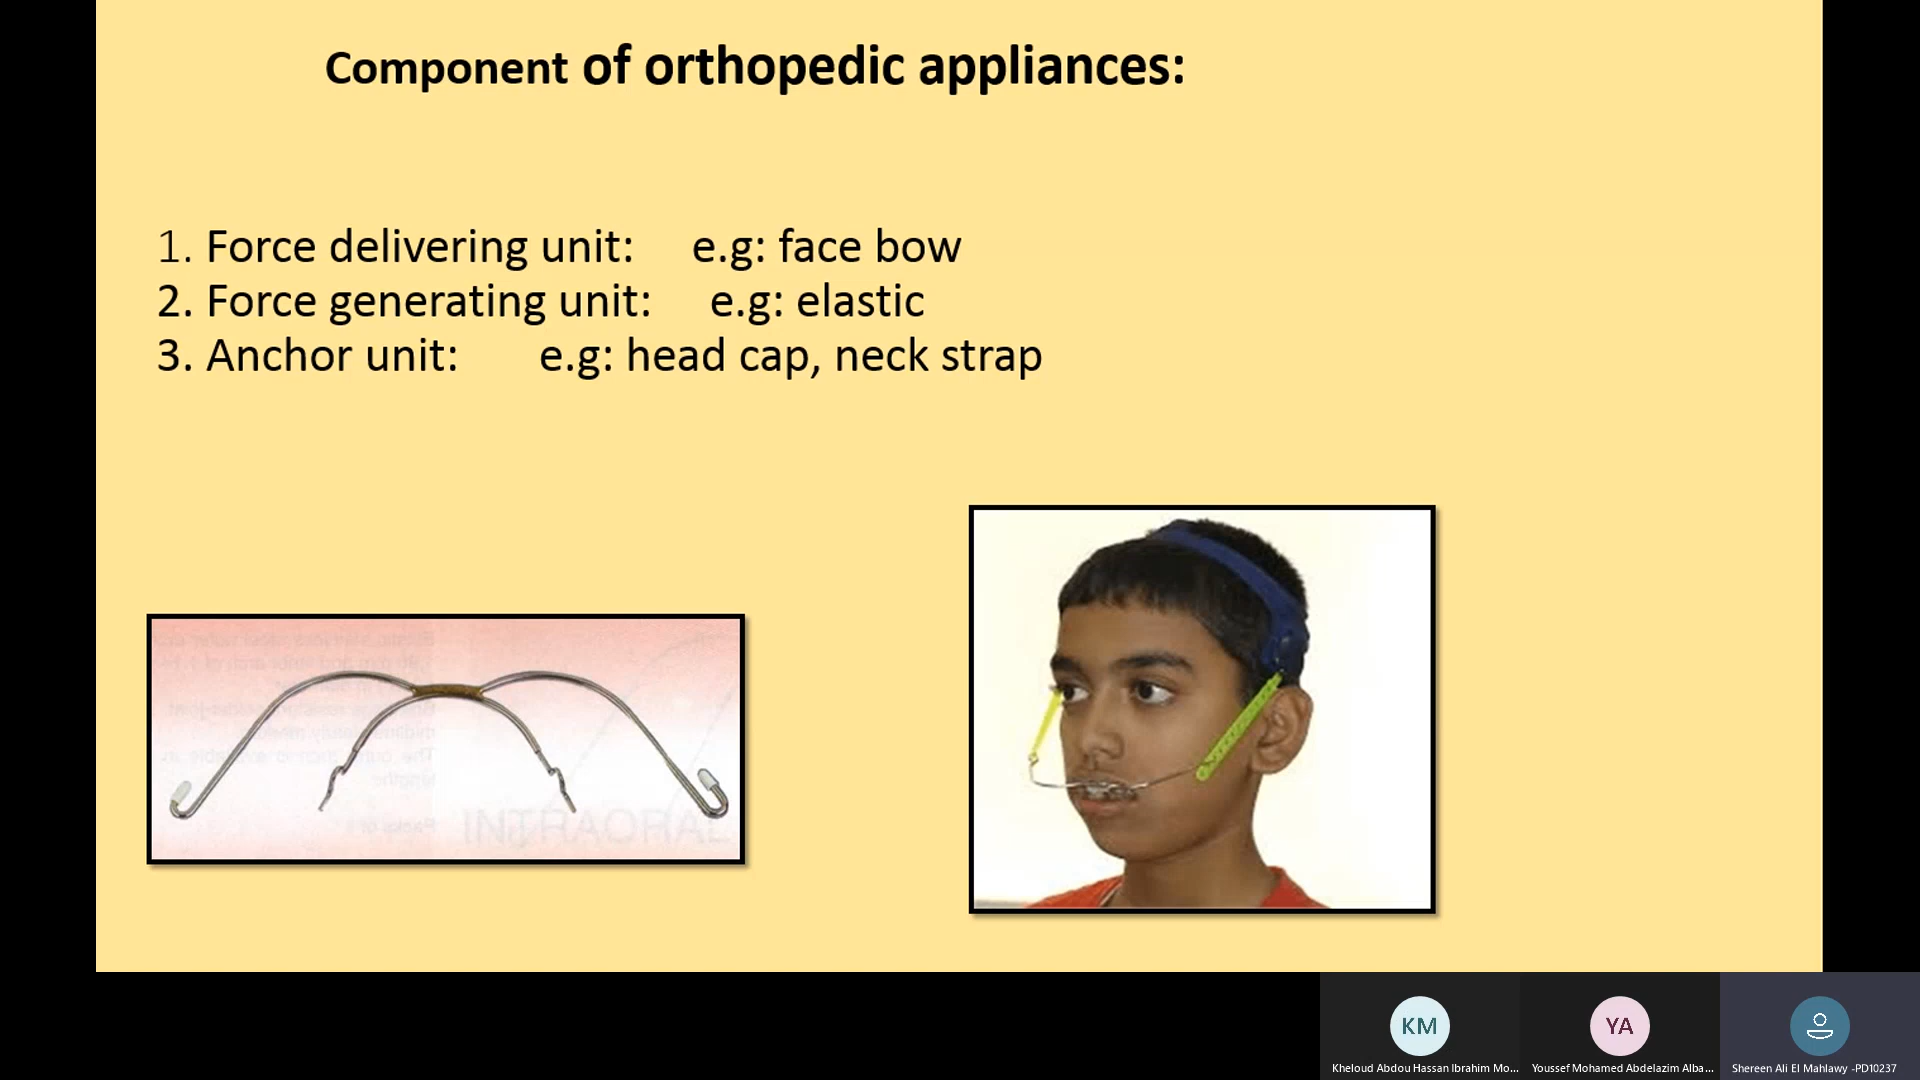 Component of orthopedic appliances:
1. Force delivering unit: e.g: face bow
2. Force generating unit: e.g: elastic
3. Anchor unit: e.g: head cap, neck strap
INTRAORAL
KM
YA
Kheloud Abdou Hassan Ibrahim Mo...
Youssef Mohamed Abdelazim Alba...
Shereen Ali El Mahlawy -PD10237